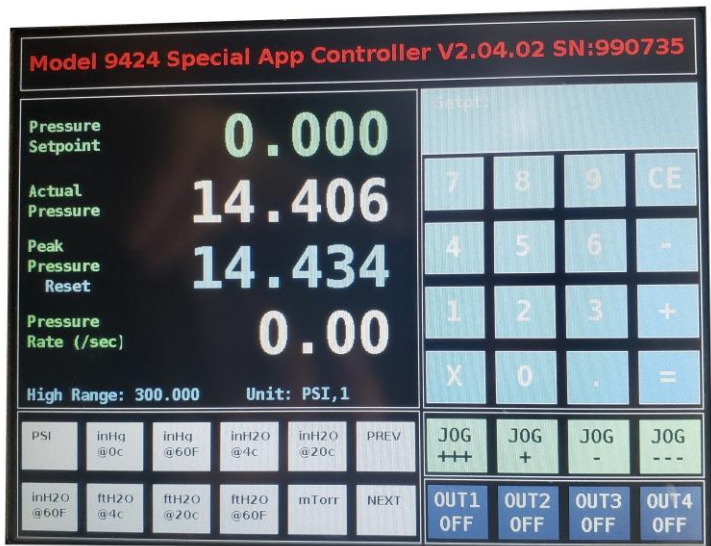 Model 9424 Special App Controller V2.04.02 SN:990735
Pressure
Setpoint
0.000
Actual
Pressure
14.406
Peak
Pressure
Reset
14.434
Pressure
Rate (/sec)
0.00
High Range: 300.000 Unit: PSI,1
Setpt:
7 8 9 CE
4 5 6 -
1 2 3 +
X 0 . =
PSI inHg @0c inHg @60F inH2O @4c inH2O @20c PREV
inH2O @60F ftH2O @4c ftH2O @20c ftH2O @60F mTorr NEXT
JOG +++ JOG + JOG - JOG ---
OUT1 OFF OUT2 OFF OUT3 OFF OUT4 OFF